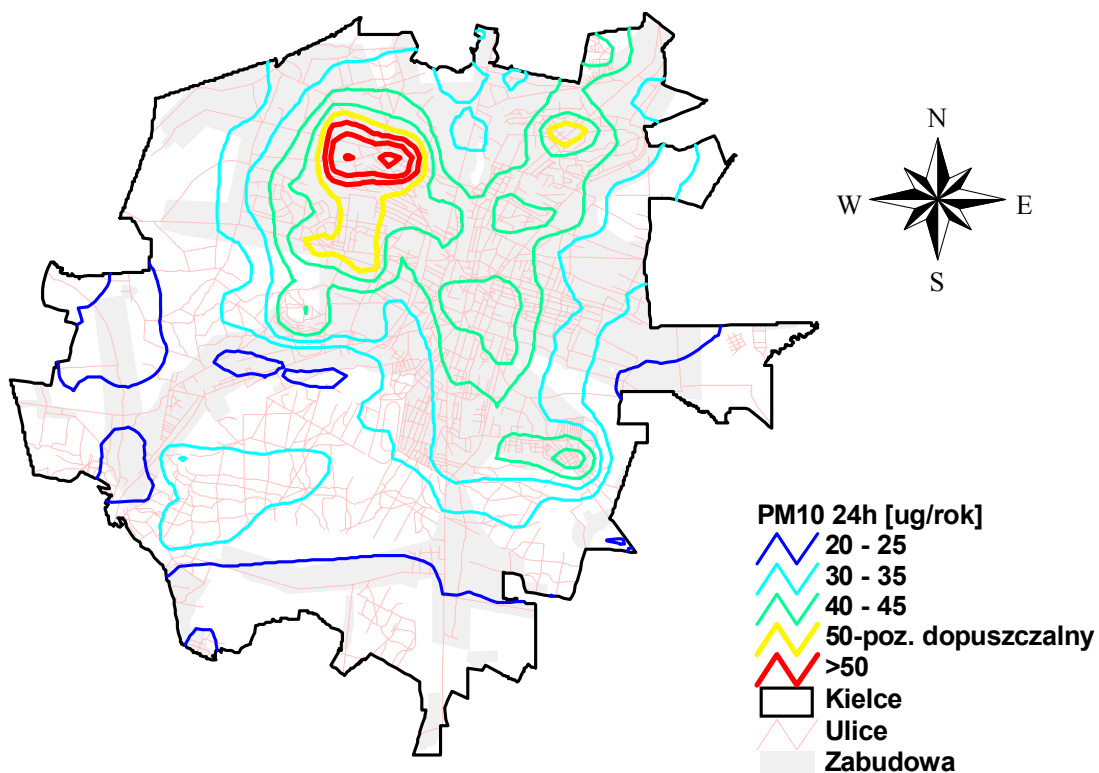 N
W
E
S
PM10 24h [ug/rok]
20 - 25
30 - 35
40 - 45
50-poz. dopuszczalny
>50
Kielce
Ulice
Zabudowa